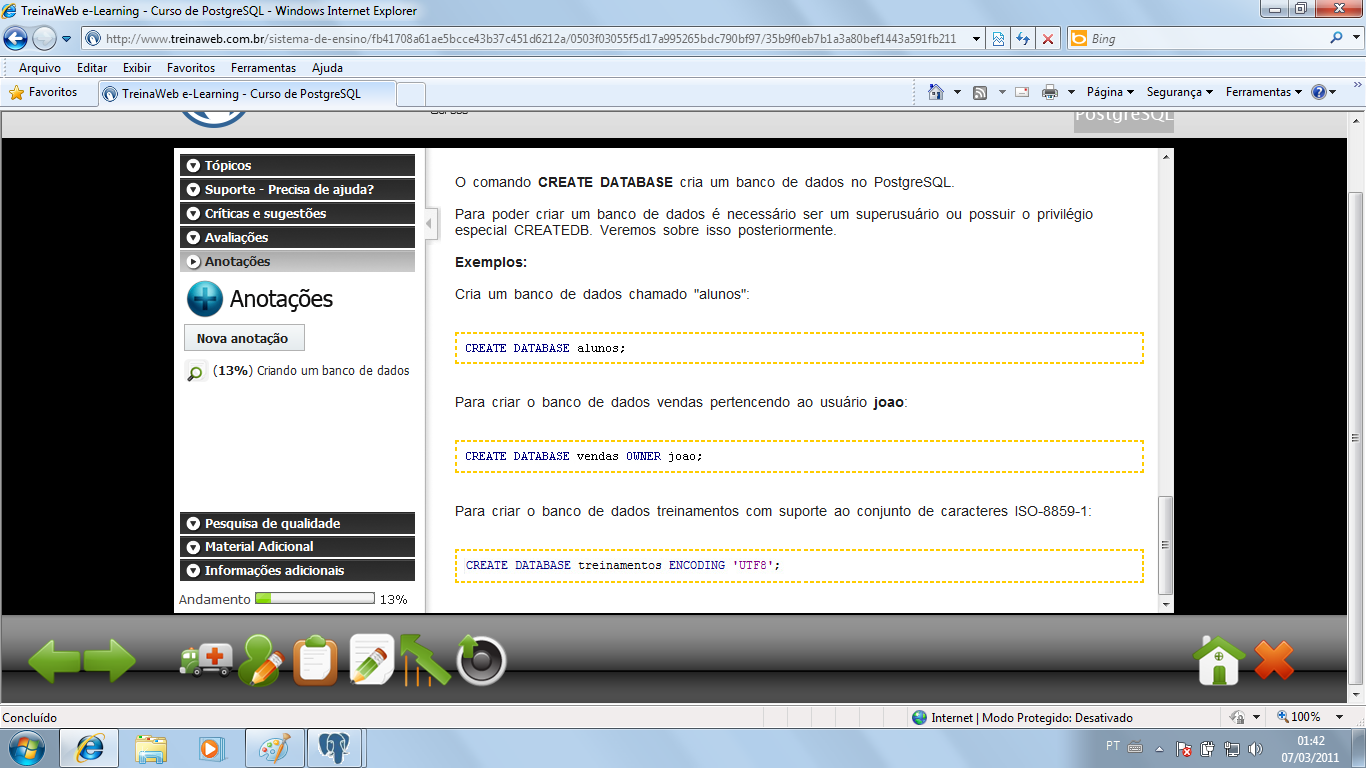 TreinaWeb e-Learning - Curso de PostgreSQL - Windows Internet Explorer
http://www.treinaweb.com.br/sistema-de-ensino/fb41708a61ae5bcce43b37c451d6212a/0503f03055f5d17a995265bdc790bf97/35b9f0eb7b1a3a80bef1443a591fb211
Bing
Arquivo Editar Exibir Favoritos Ferramentas Ajuda
Favoritos
TreinaWeb e-Learning - Curso de PostgreSQL
Página Segurança Ferramentas
PostgreSQL
Tópicos
Suporte - Precisa de ajuda?
Críticas e sugestões
Avaliações
Anotações
Anotações
Nova anotação
(13%) Criando um banco de dados
Pesquisa de qualidade
Material Adicional
Informações adicionais
Andamento 13%
O comando CREATE DATABASE cria um banco de dados no PostgreSQL.
Para poder criar um banco de dados é necessário ser um superusuário ou possuir o privilégio
especial CREATEDB. Veremos sobre isso posteriormente.
Exemplos:
Cria um banco de dados chamado "alunos":
CREATE DATABASE alunos;
Para criar o banco de dados vendas pertencendo ao usuário joao:
CREATE DATABASE vendas OWNER joao;
Para criar o banco de dados treinamentos com suporte ao conjunto de caracteres ISO-8859-1:
CREATE DATABASE treinamentos ENCODING 'UTF8';
Concluído
Internet | Modo Protegido: Desativado
100%
PT
01:42
07/03/2011